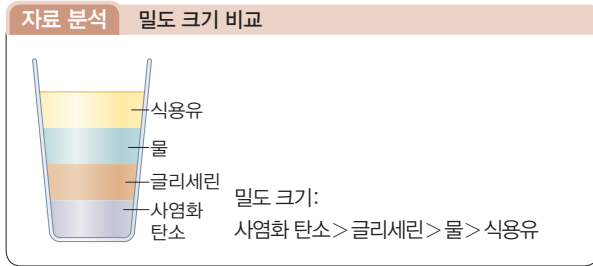 자료 분석 밀도 크기 비교
식용유
물
글리세린
사염화
탄소
밀도 크기:
사염화 탄소>글리세린>물>식용유